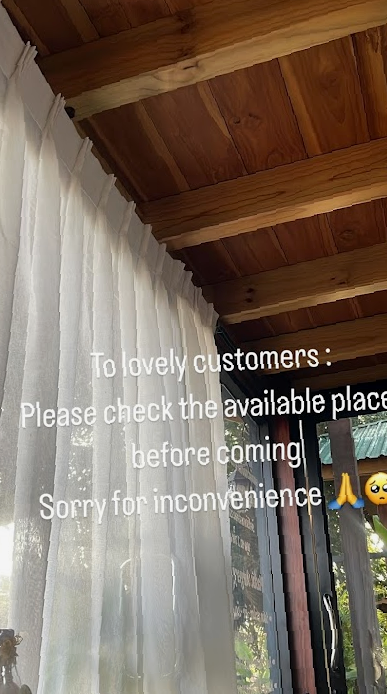 To lovely customers :
Please check the available place
before coming
Sorry for inconvenience 🙏🥺